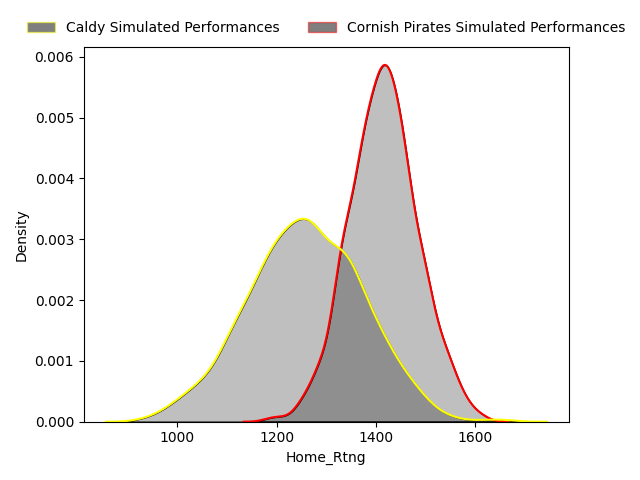 Caldy Simulated Performances Cornish Pirates Simulated Performances
0.006
0.005
0.004
0.003
0.002
0.001
0.000
Density
1000 1200 1400 1600
Home_Rtng